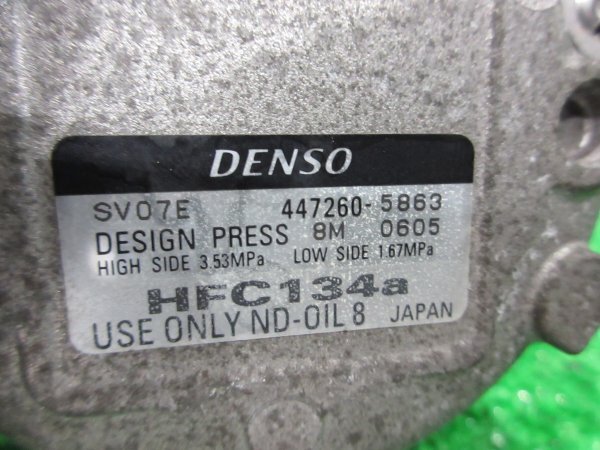 DENSO
SV07E 447260-5863
DESIGN PRESS 8M 0605
HIGH SIDE 3.53MPa LOW SIDE 1.67MPa
HFC134a
USE ONLY ND-OIL 8 JAPAN